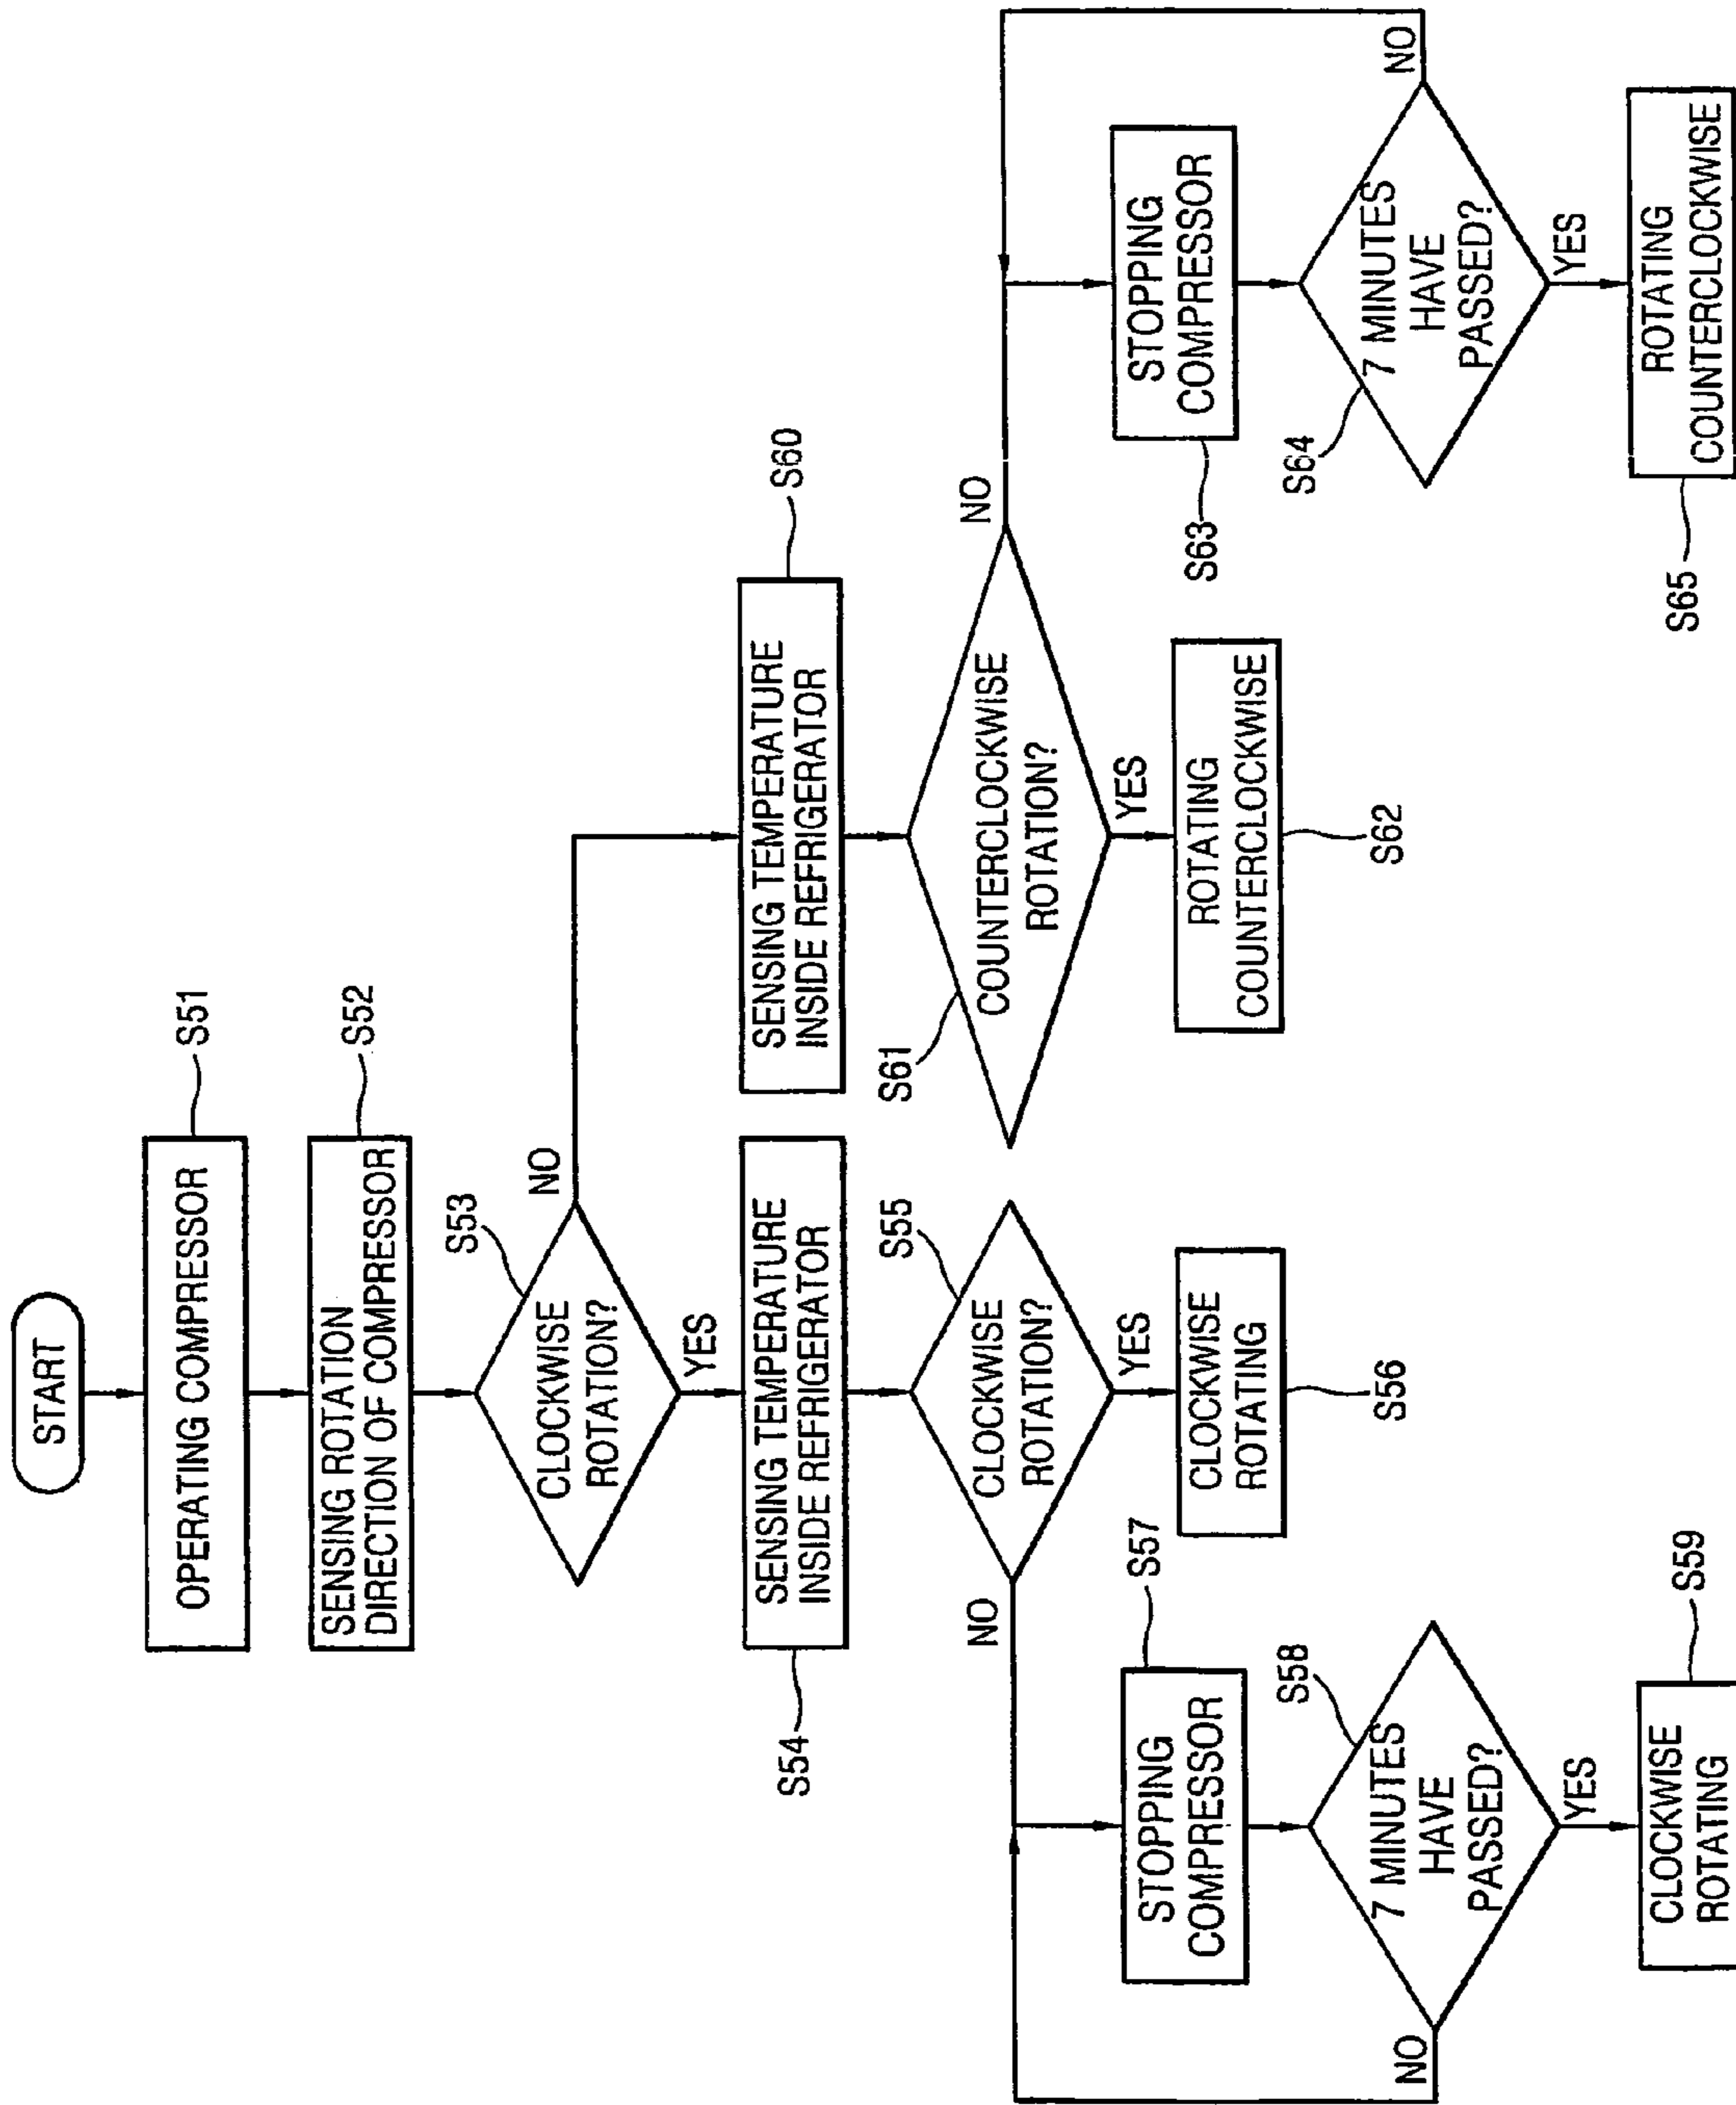 START
OPERATING COMPRESSOR
S51
SENSING ROTATION
DIRECTION OF COMPRESSOR
S52
CLOCKWISE
ROTATION?
S53
NO
YES
SENSING TEMPERATURE
INSIDE REFRIGERATOR
S54
SENSING TEMPERATURE
INSIDE REFRIGERATOR
S60
CLOCKWISE
ROTATION?
S55
NO
YES
CLOCKWISE
ROTATING
S56
STOPPING
COMPRESSOR
S57
7 MINUTES
HAVE
PASSED?
S58
NO
YES
CLOCKWISE
ROTATING
S59
COUNTERCLOCKWISE
ROTATION?
S61
NO
YES
ROTATING
COUNTERCLOCKWISE
S62
STOPPING
COMPRESSOR
S63
7 MINUTES
HAVE
PASSED?
S64
NO
YES
ROTATING
COUNTERCLOCKWISE
S65